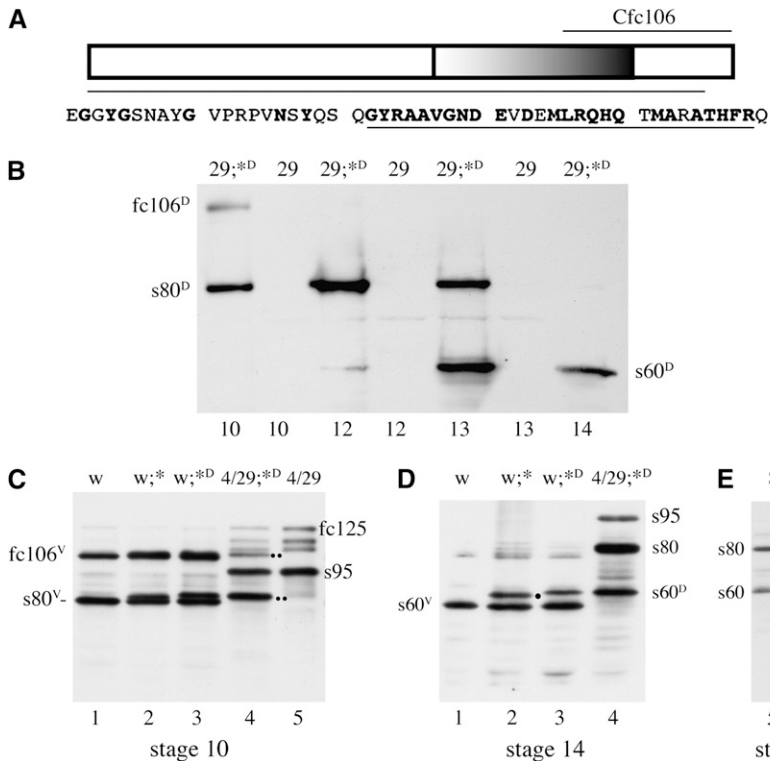 A
Cfc106
EGGYGSNAYG VPRPVNSYQS QGYRAAVGND EVDEMLRQHQ TMARATHFRQ
B
29;*D 29 29;*D 29 29;*D 29 29;*D
fc106D
s80D
s60D
10 10 12 12 13 13 14
C
w w;* w;*D 4/29;*D 4/29
fc125
fc106V
s95
s80V-
1 2 3 4 5
stage 10
D
w w;* w;*D 4/29;*D
s95
s80
s60D
s60V
1 2 3 4
stage 14
E
s80
s60